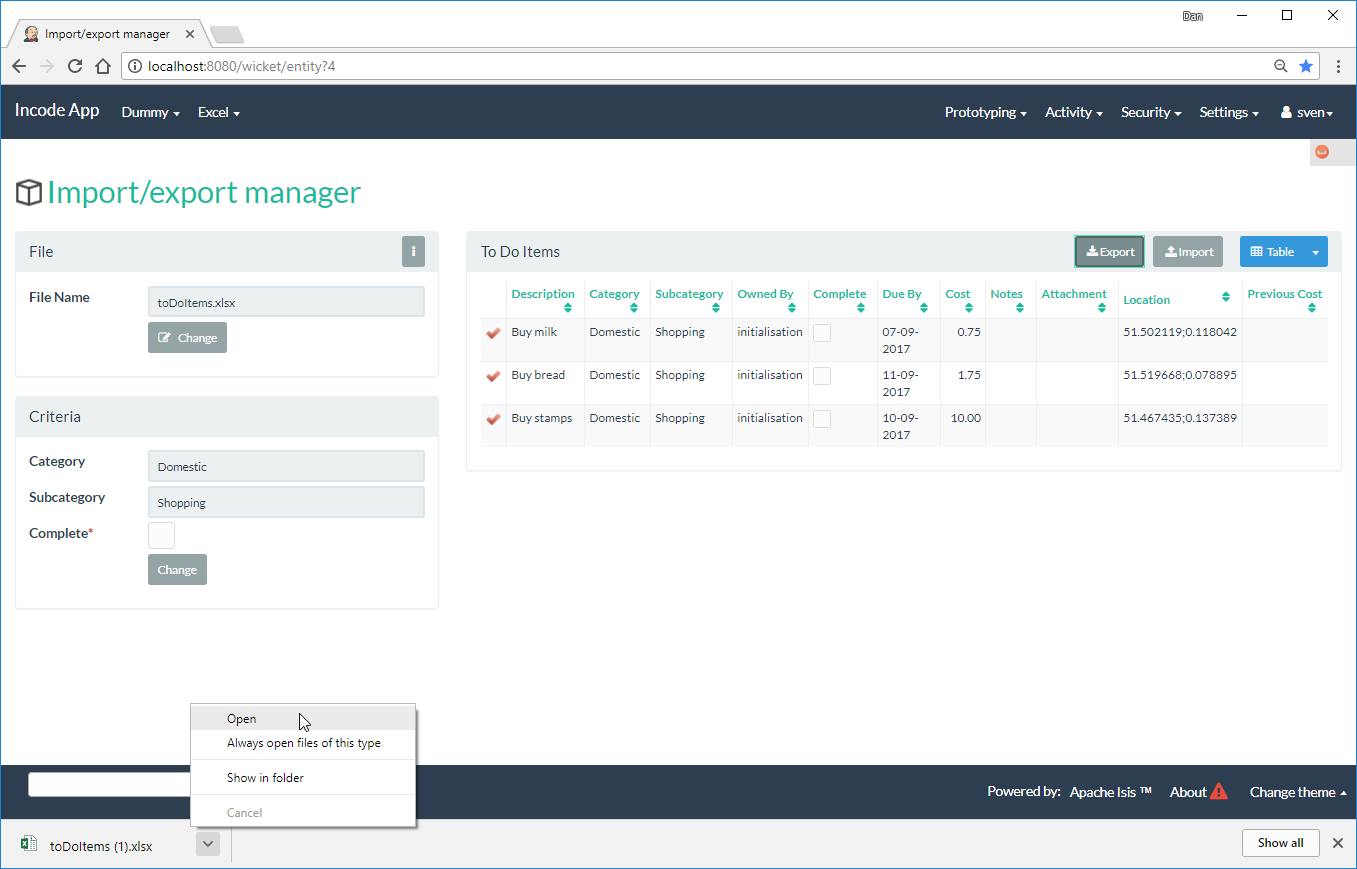 Dan
Import/export manager
localhost:8080/wicket/entity?4
Incode App Dummy Excel Prototyping Activity Security Settings sven
Import/export manager
File
File Name toDoItems.xlsx
Change
Criteria
Category Domestic
Subcategory Shopping
Complete*
Change
To Do Items Export Import Table
Description Category Subcategory Owned By Complete Due By Cost Notes Attachment Location Previous Cost
Buy milk Domestic Shopping initialisation 07-09- 0.75 51.502119;0.118042
2017
Buy bread Domestic Shopping initialisation 11-09- 1.75 51.519668;0.078895
2017
Buy stamps Domestic Shopping initialisation 10-09- 10.00 51.467435;0.137389
2017
Open
Always open files of this type
Show in folder
Cancel
Powered by: Apache Isis ™ About Change theme
toDoItems (1).xlsx Show all